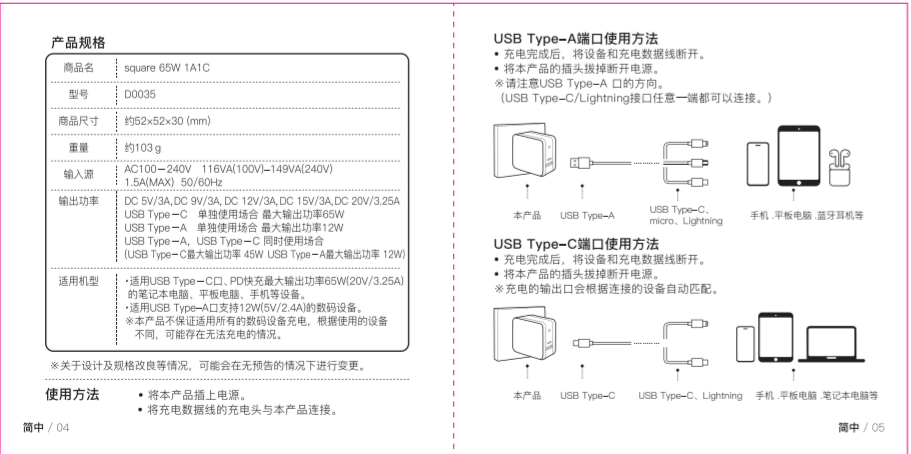 产品规格
商品名 square 65W 1A1C
型号 D0035
商品尺寸 约52×52×30 (mm)
重量 约103 g
输入源 AC100－240V 116VA(100V)–149VA(240V)
1.5A(MAX) 50/60Hz
输出功率 DC 5V/3A, DC 9V/3A, DC 12V/3A, DC 15V/3A, DC 20V/3.25A
USB Type－C 单独使用场合 最大输出功率65W
USB Type－A 单独使用场合 最大输出功率12W
USB Type－A，USB Type－C 同时使用场合
(USB Type－C最大输出功率 45W USB Type－A最大输出功率 12W)
适用机型 ・适用USB Type－C口、PD快充最大输出功率65W(20V/3.25A)
的笔记本电脑、平板电脑、手机等设备。
・适用USB Type–A口支持12W(5V/2.4A)的数码设备。
※本产品不保证适用所有的数码设备充电，根据使用的设备
不同，可能存在无法充电的情况。
※关于设计及规格改良等情况，可能会在无预告的情况下进行变更。
使用方法 • 将本产品插上电源。
• 将充电数据线的充电头与本产品连接。
简中 / 04
USB Type–A端口使用方法
• 充电完成后，将设备和充电数据线断开。
• 将本产品的插头拔掉断开电源。
※请注意USB Type–A 口的方向。
（USB Type–C/Lightning接口任意一端都可以连接。）
本产品 USB Type–A USB Type–C、
micro、Lightning 手机 .平板电脑 .蓝牙耳机等
USB Type–C端口使用方法
• 充电完成后，将设备和充电数据线断开。
• 将本产品的插头拔掉断开电源。
※充电的输出口会根据连接的设备自动匹配。
本产品 USB Type–C USB Type–C、Lightning 手机 .平板电脑 .笔记本电脑等
简中 / 05